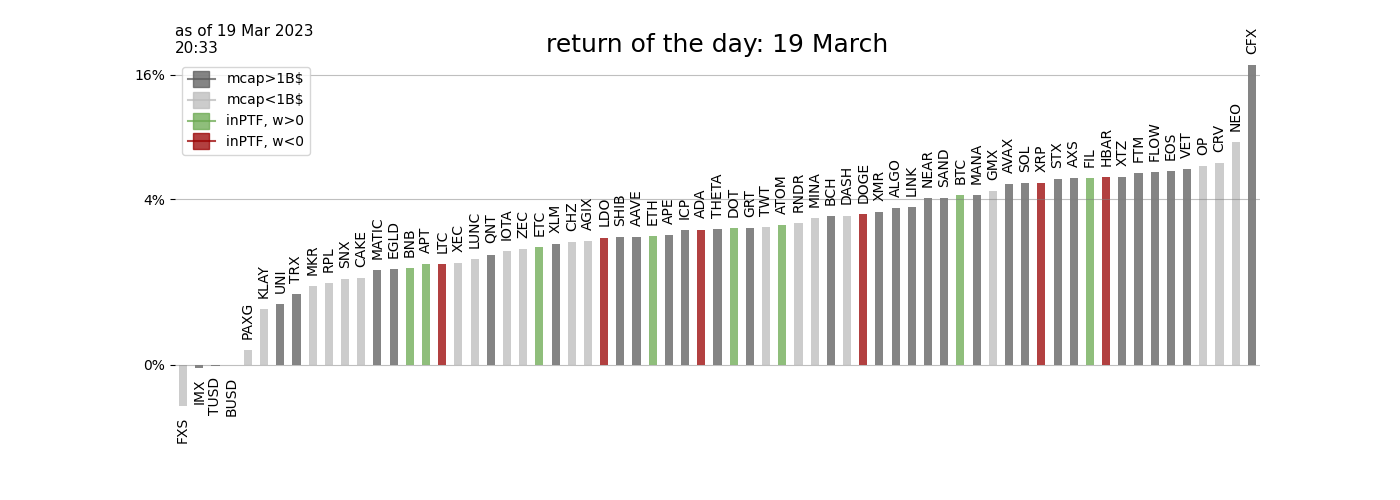 as of 19 Mar 2023
20:33
return of the day: 19 March
16%
4%
0%
mcap>1B$
mcap<1B$
inPTF, w>0
inPTF, w<0
FXS
IMX
TUSD
BUSD
PAXG
KLAY
UNI
TRX
MKR
RPL
SNX
CAKE
MATIC
EGLD
BNB
APT
LTC
XEC
LUNC
QNT
IOTA
ZEC
ETC
XLM
CHZ
AGIX
LDO
SHIB
AAVE
ETH
APE
ICP
ADA
THETA
DOT
GRT
TWT
ATOM
RNDR
MINA
BCH
DASH
DOGE
XMR
ALGO
LINK
NEAR
SAND
BTC
MANA
GMX
AVAX
SOL
XRP
STX
AXS
FIL
HBAR
XTZ
FTM
FLOW
EOS
VET
OP
CRV
NEO
CFX